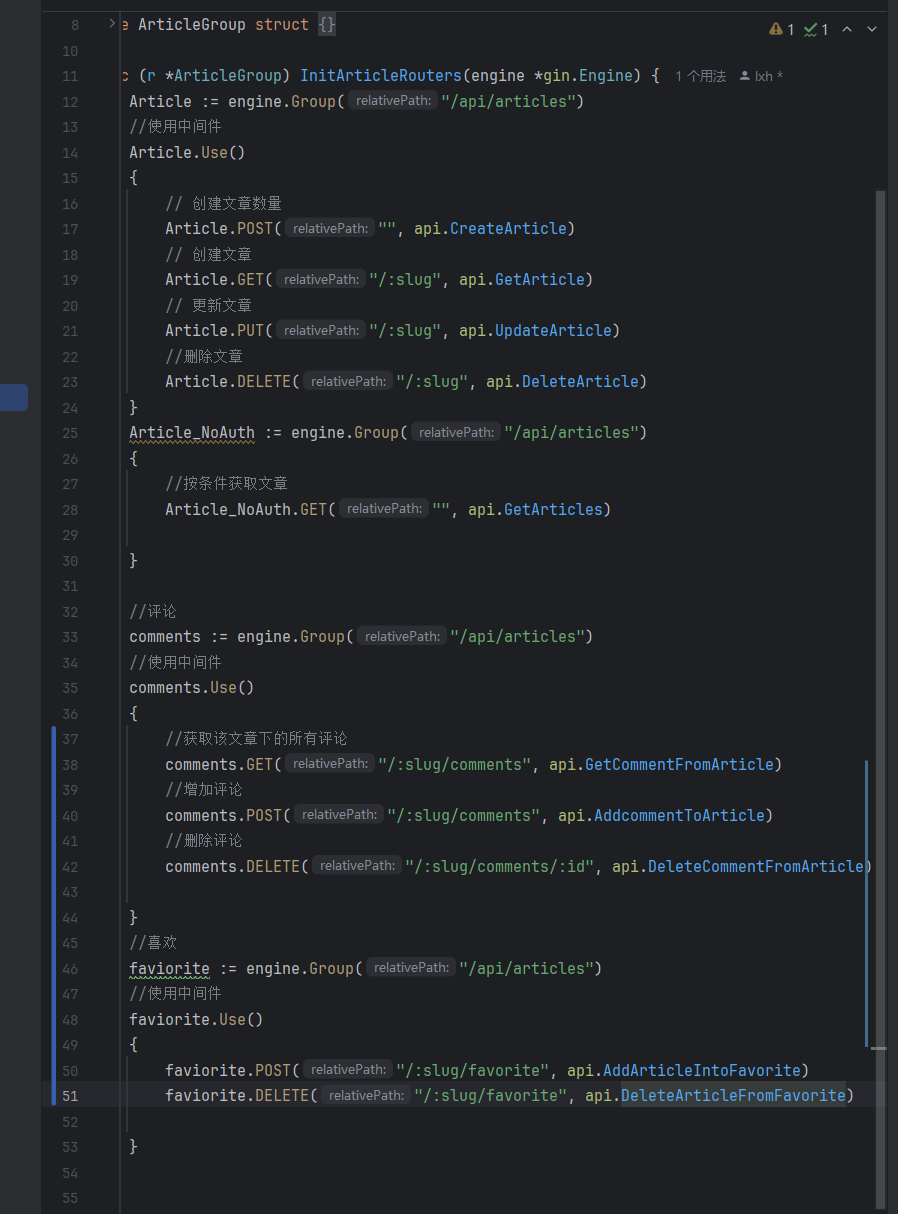 8 e ArticleGroup struct {} 1 1
10
11 c (r *ArticleGroup) InitArticleRouters(engine *gin.Engine) { 1 个用法 lxh *
12 Article := engine.Group( relativePath: "/api/articles")
13 //使用中间件
14 Article.Use()
15 {
16 // 创建文章数量
17 Article.POST( relativePath: "", api.CreateArticle)
18 // 创建文章
19 Article.GET( relativePath: "/:slug", api.GetArticle)
20 // 更新文章
21 Article.PUT( relativePath: "/:slug", api.UpdateArticle)
22 //删除文章
23 Article.DELETE( relativePath: "/:slug", api.DeleteArticle)
24 }
25 Article_NoAuth := engine.Group( relativePath: "/api/articles")
26 {
27 //按条件获取文章
28 Article_NoAuth.GET( relativePath: "", api.GetArticles)
29
30 }
31
32 //评论
33 comments := engine.Group( relativePath: "/api/articles")
34 //使用中间件
35 comments.Use()
36 {
37 //获取该文章下的所有评论
38 comments.GET( relativePath: "/:slug/comments", api.GetCommentFromArticle)
39 //增加评论
40 comments.POST( relativePath: "/:slug/comments", api.AddcommentToArticle)
41 //删除评论
42 comments.DELETE( relativePath: "/:slug/comments/:id", api.DeleteCommentFromArticle)
43
44 }
45 //喜欢
46 faviorite := engine.Group( relativePath: "/api/articles")
47 //使用中间件
48 faviorite.Use()
49 {
50 faviorite.POST( relativePath: "/:slug/favorite", api.AddArticleIntoFavorite)
51 faviorite.DELETE( relativePath: "/:slug/favorite", api.DeleteArticleFromFavorite)
52
53 }
54
55